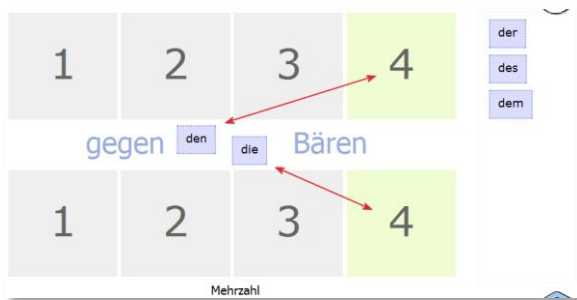 1 2 3 4
gegen den die Bären
1 2 3 4
Mehrzahl
der
des
dem